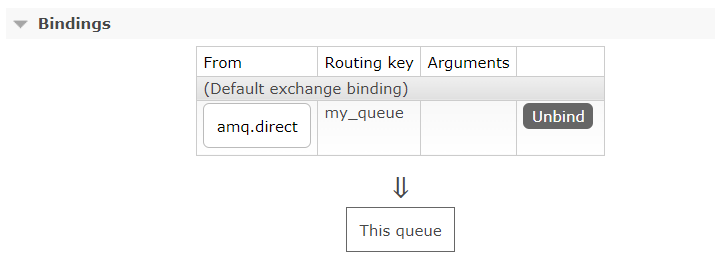 Bindings
From Routing key Arguments
(Default exchange binding)
amq.direct my_queue Unbind
This queue